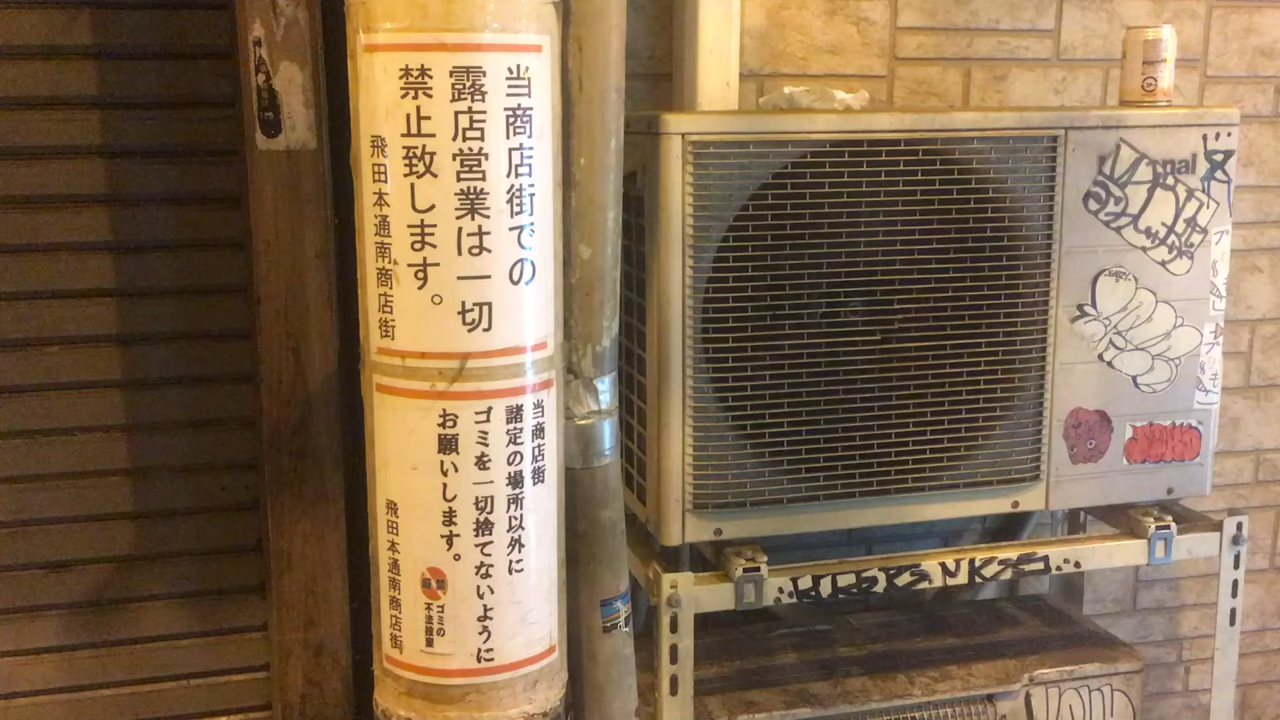 当商店街での
露店営業は一切
禁止致します。
飛田本通南商店街
当商店街
諸定の場所以外に
ゴミを一切捨てないように
お願いします。
厳禁
ゴミの
不法投棄
飛田本通南商店街